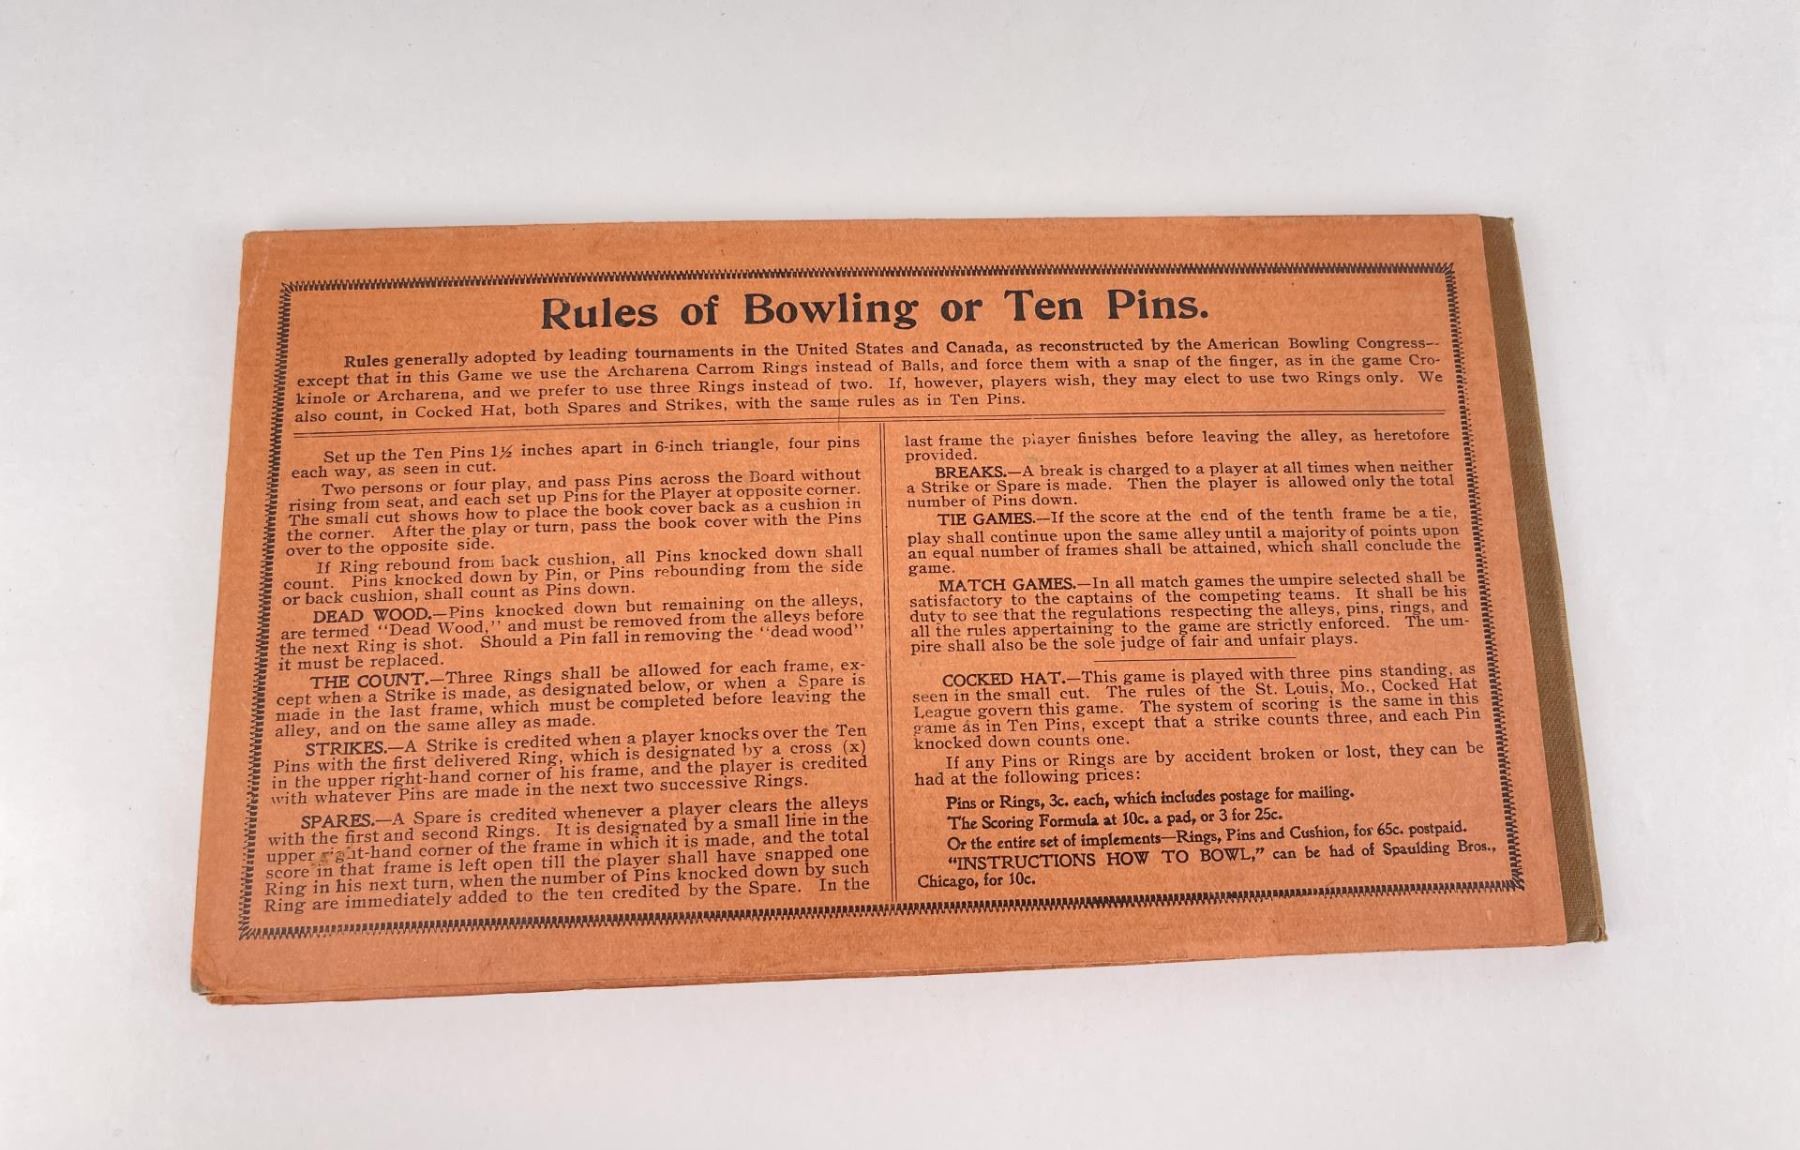 Rules of Bowling or Ten Pins.
Rules generally adopted by leading tournaments in the United States and Canada, as reconstructed by the American Bowling Congress--
except that in this Game we use the Archarena Carrom Rings instead of Balls, and force them with a snap of the finger, as in the game Cro-
kinole or Archarena, and we prefer to use three Rings instead of two. If, however, players wish, they may elect to use two Rings only. We
also count, in Cocked Hat, both Spares and Strikes, with the same rules as in Ten Pins.
Set up the Ten Pins 1½ inches apart in 6-inch triangle, four pins
each way, as seen in cut.
Two persons or four play, and pass Pins across the Board without
rising from seat, and each set up Pins for the Player at opposite corner.
The small cut shows how to place the book cover back as a cushion in
the corner. After the play or turn, pass the book cover with the Pins
over to the opposite side.
If Ring rebound from back cushion, all Pins knocked down shall
count. Pins knocked down by Pin, or Pins rebounding from the side
or back cushion, shall count as Pins down.
DEAD WOOD.—Pins knocked down but remaining on the alleys,
are termed "Dead Wood," and must be removed from the alleys before
the next Ring is shot. Should a Pin fall in removing the "dead wood"
it must be replaced.
THE COUNT.—Three Rings shall be allowed for each frame, ex-
cept when a Strike is made, as designated below, or when a Spare is
made in the last frame, which must be completed before leaving the
alley, and on the same alley as made.
STRIKES.—A Strike is credited when a player knocks over the Ten
Pins with the first delivered Ring, which is designated by a cross (x)
in the upper right-hand corner of his frame, and the player is credited
with whatever Pins are made in the next two successive Rings.
SPARES.—A Spare is credited whenever a player clears the alleys
with the first and second Rings. It is designated by a small line in the
upper right-hand corner of the frame in which it is made, and the total
score in that frame is left open till the player shall have snapped one
Ring in his next turn, when the number of Pins knocked down by such
Ring are immediately added to the ten credited by the Spare. In the
last frame the player finishes before leaving the alley, as heretofore
provided.
BREAKS.—A break is charged to a player at all times when neither
a Strike or Spare is made. Then the player is allowed only the total
number of Pins down.
TIE GAMES.—If the score at the end of the tenth frame be a tie,
play shall continue upon the same alley until a majority of points upon
an equal number of frames shall be attained, which shall conclude the
game.
MATCH GAMES.—In all match games the umpire selected shall be
satisfactory to the captains of the competing teams. It shall be his
duty to see that the regulations respecting the alleys, pins, rings, and
all the rules appertaining to the game are strictly enforced. The um-
pire shall also be the sole judge of fair and unfair plays.
COCKED HAT.—This game is played with three pins standing, as
seen in the small cut. The rules of the St. Louis, Mo., Cocked Hat
League govern this game. The system of scoring is the same in this
game as in Ten Pins, except that a strike counts three, and each Pin
knocked down counts one.
If any Pins or Rings are by accident broken or lost, they can be
had at the following prices:
Pins or Rings, 3c. each, which includes postage for mailing.
The Scoring Formula at 10c. a pad, or 3 for 25c.
Or the entire set of implements—Rings, Pins and Cushion, for 65c. postpaid.
"INSTRUCTIONS HOW TO BOWL," can be had of Spaulding Bros.,
Chicago, for 10c.